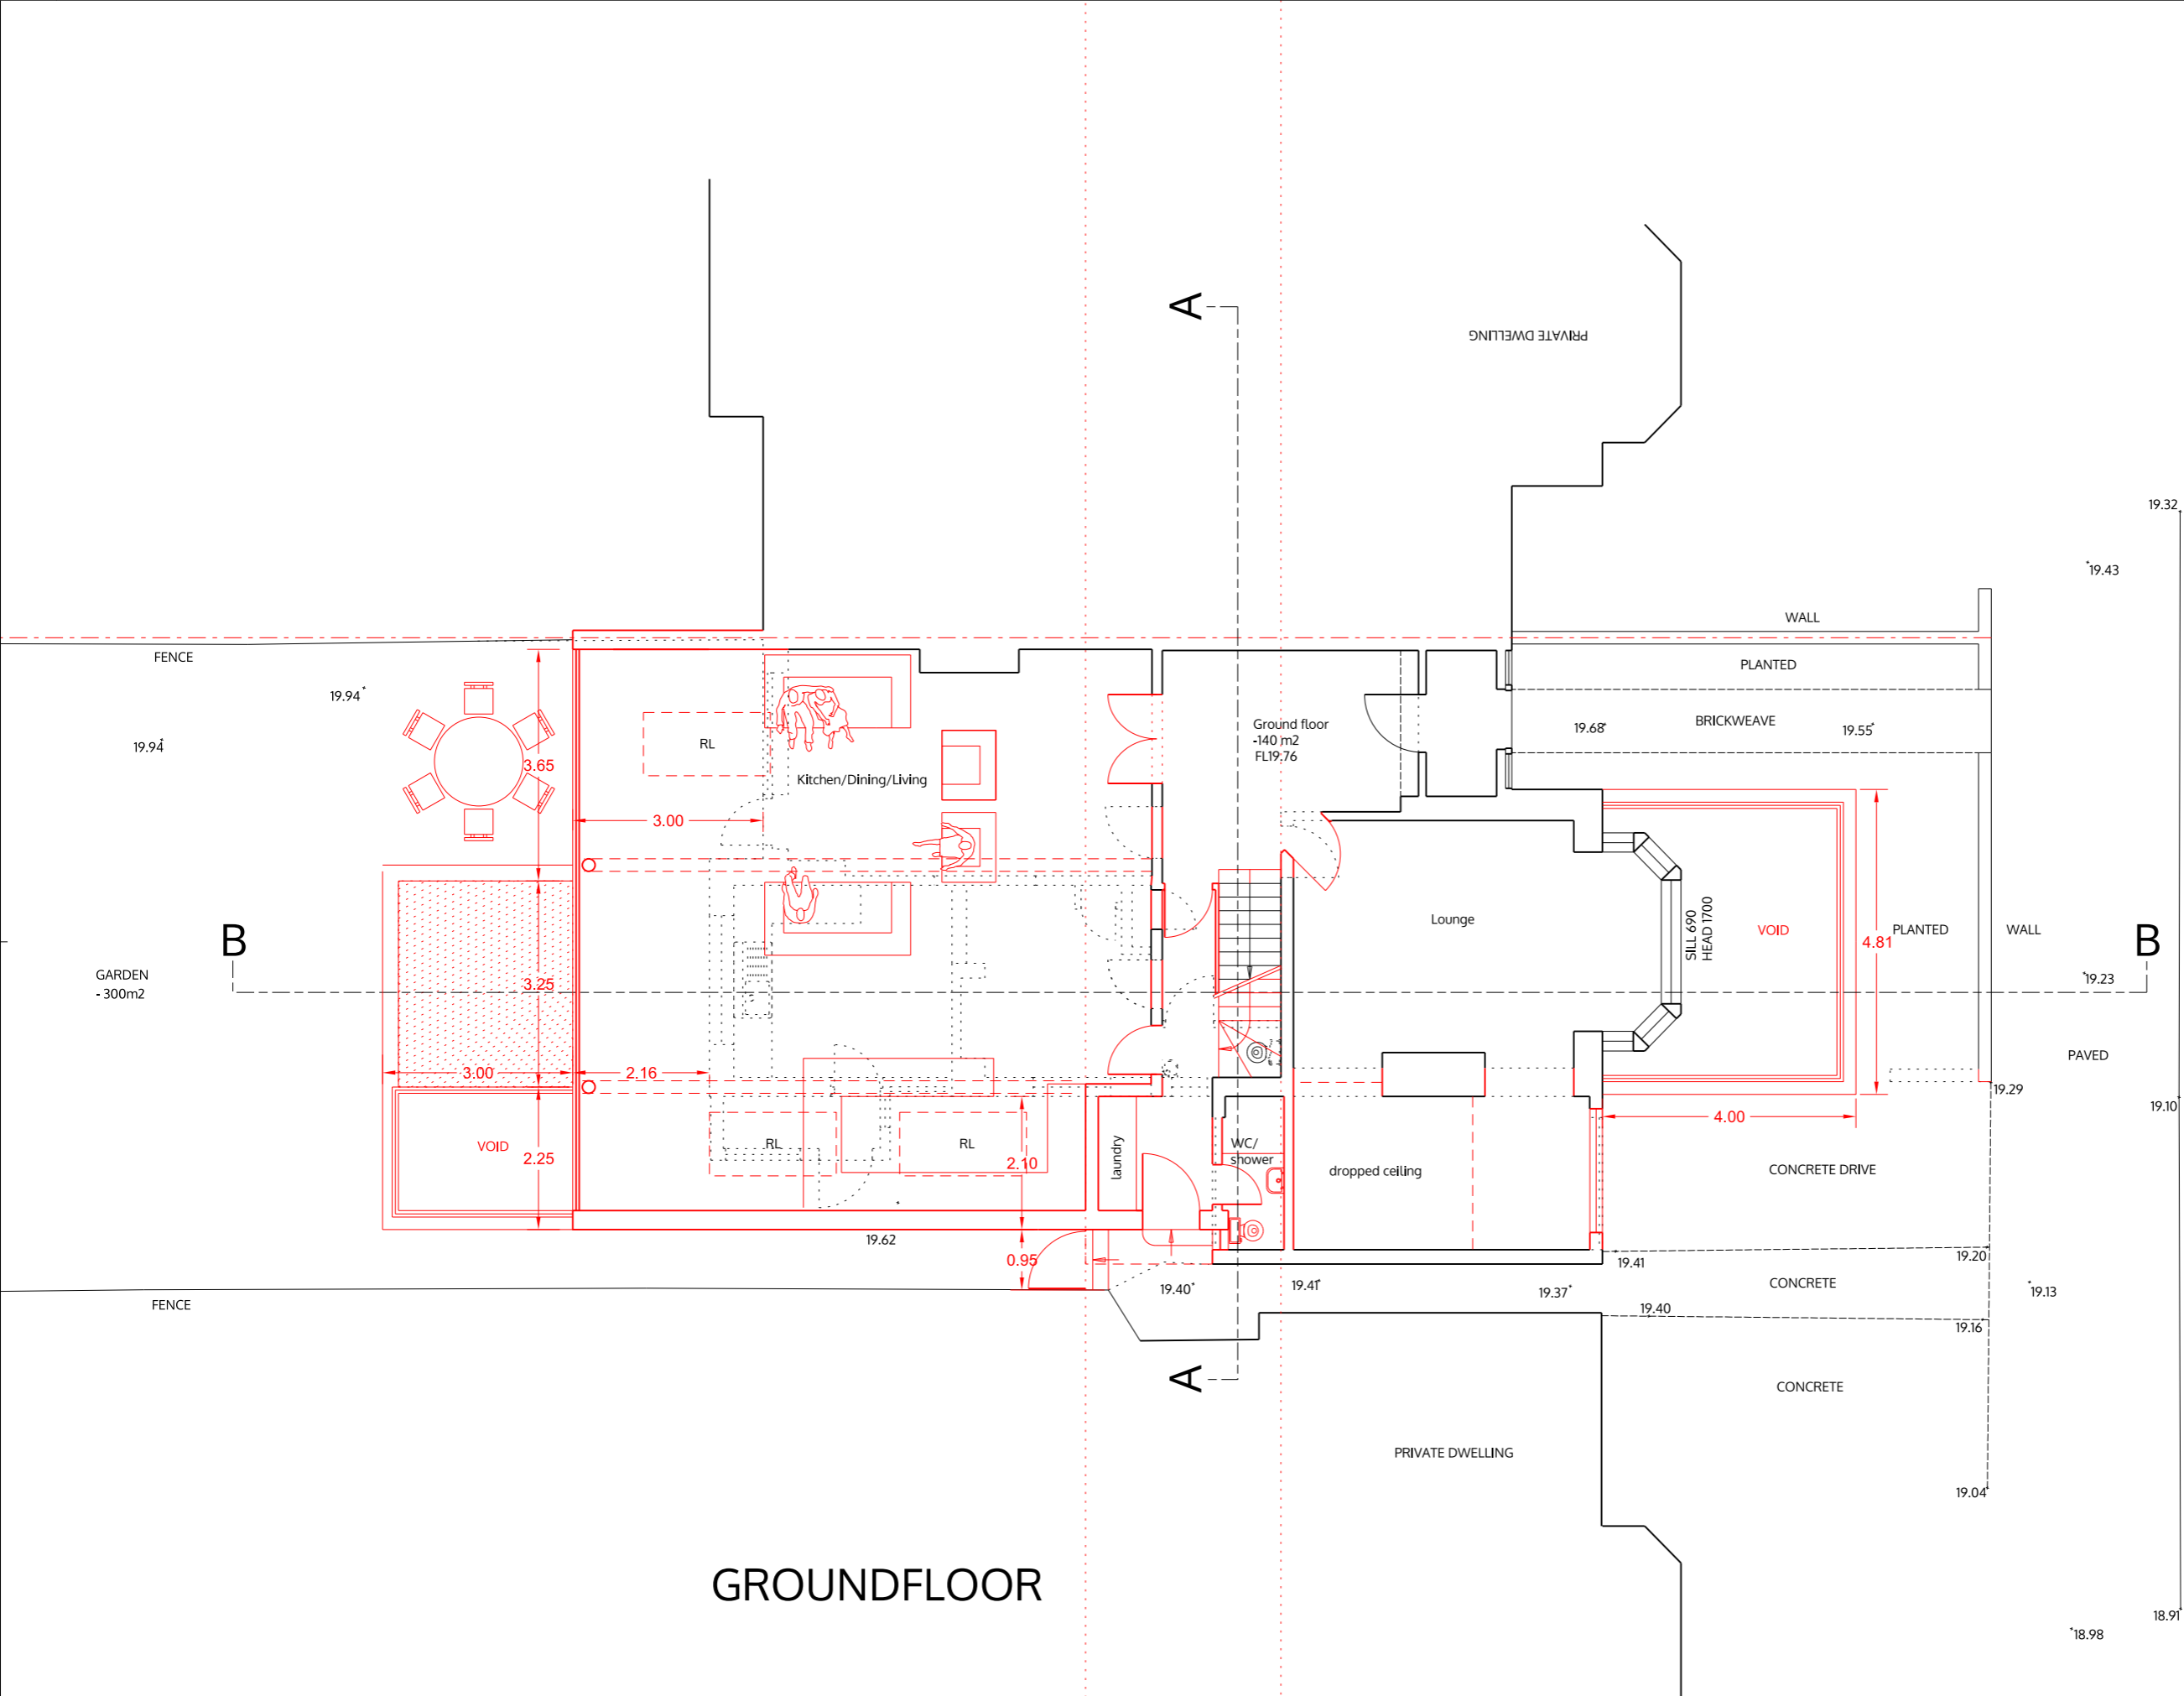 A
PRIVATE DWELLING
19.32
19.43
WALL
FENCE
PLANTED
19.94
19.94
RL
3.65
Kitchen/Dining/Living
3.00
Ground floor
-140 m2
FL19.76
19.68
BRICKWEAVE
19.55
B
GARDEN
- 300m2
3.25
Lounge
SILL 690
HEAD 1700
VOID
4.81
PLANTED
WALL
B
19.23
PAVED
3.00
2.16
19.29
19.10
4.00
VOID
2.25
RL
RL
2.10
laundry
WC/
shower
dropped ceiling
CONCRETE DRIVE
19.62
0.95
19.40
19.41
19.37
19.41
19.20
CONCRETE
19.13
FENCE
19.40
19.16
A
CONCRETE
PRIVATE DWELLING
19.04
GROUNDFLOOR
18.91
18.98